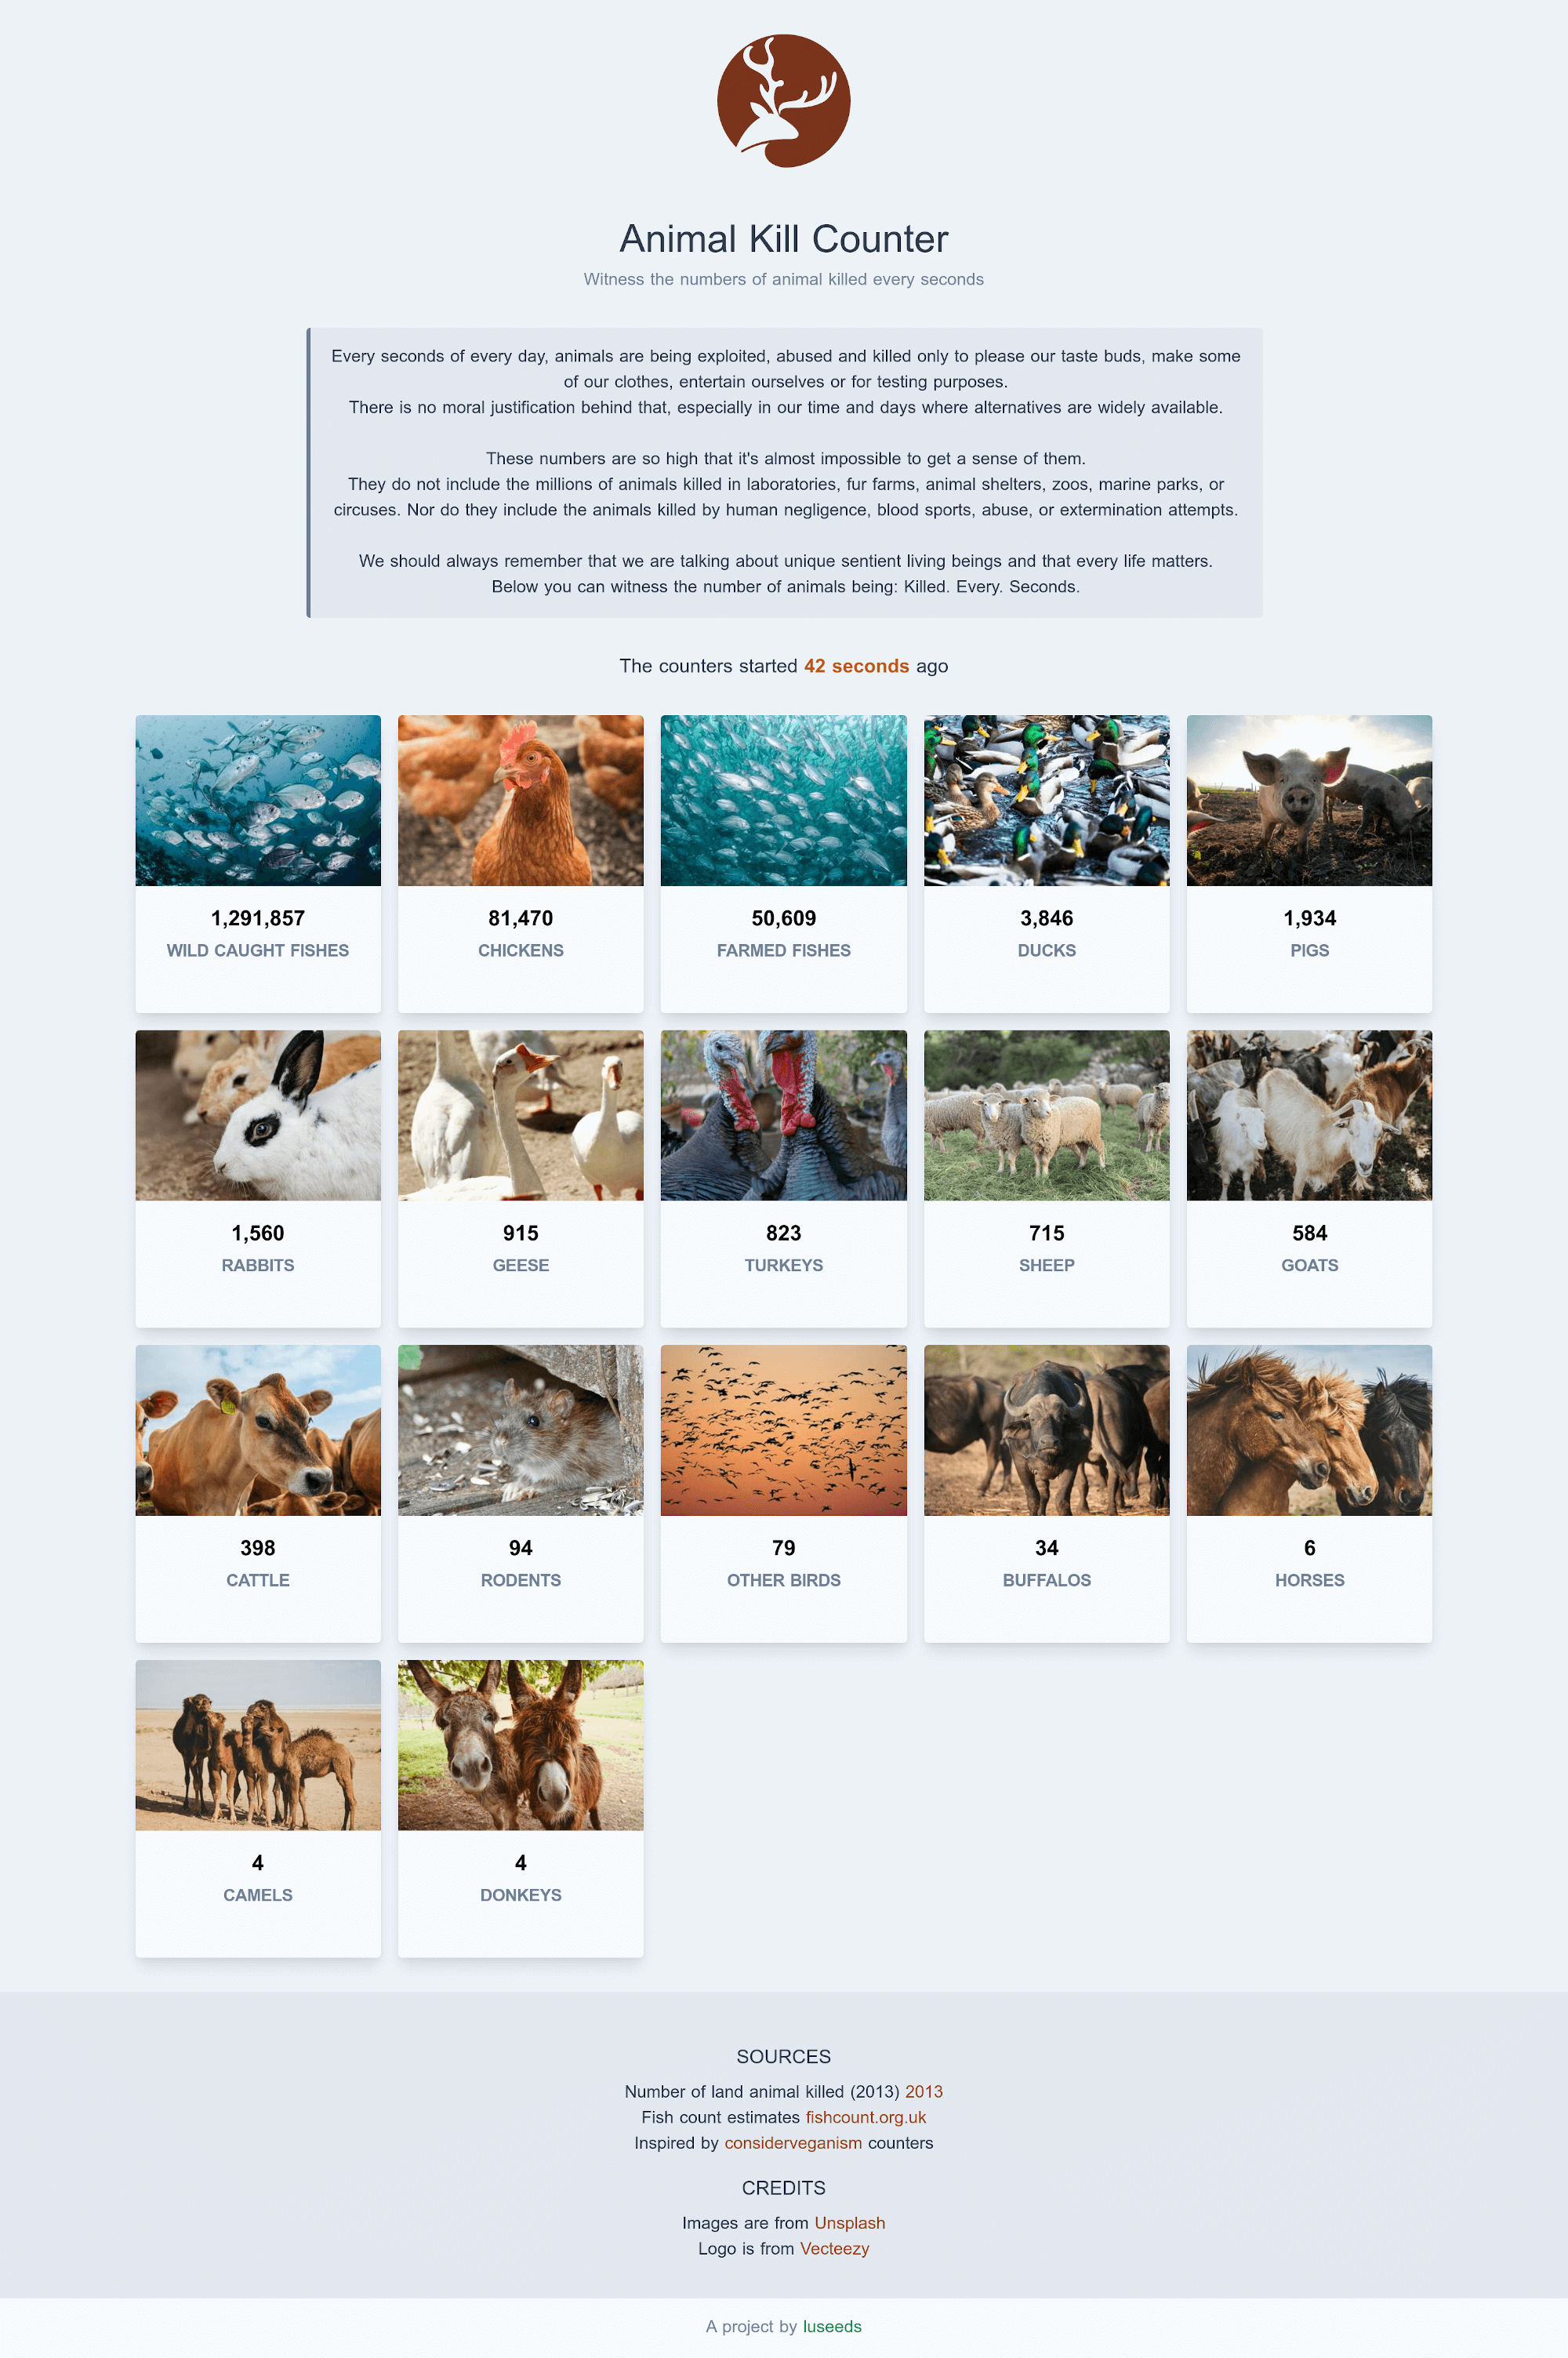 Animal Kill Counter
Witness the numbers of animal killed every seconds
Every seconds of every day, animals are being exploited, abused and killed only to please our taste buds, make some
of our clothes, entertain ourselves or for testing purposes.
There is no moral justification behind that, especially in our time and days where alternatives are widely available.
These numbers are so high that it's almost impossible to get a sense of them.
They do not include the millions of animals killed in laboratories, fur farms, animal shelters, zoos, marine parks, or
circuses. Nor do they include the animals killed by human negligence, blood sports, abuse, or extermination attempts.
We should always remember that we are talking about unique sentient living beings and that every life matters.
Below you can witness the number of animals being: Killed. Every. Seconds.
The counters started 42 seconds ago
1,291,857
WILD CAUGHT FISHES
81,470
CHICKENS
50,609
FARMED FISHES
3,846
DUCKS
1,934
PIGS
1,560
RABBITS
915
GEESE
823
TURKEYS
715
SHEEP
584
GOATS
398
CATTLE
94
RODENTS
79
OTHER BIRDS
34
BUFFALOS
6
HORSES
4
CAMELS
4
DONKEYS
SOURCES
Number of land animal killed (2013) 2013
Fish count estimates fishcount.org.uk
Inspired by considerveganism counters
CREDITS
Images are from Unsplash
Logo is from Vecteezy
A project by luseeds